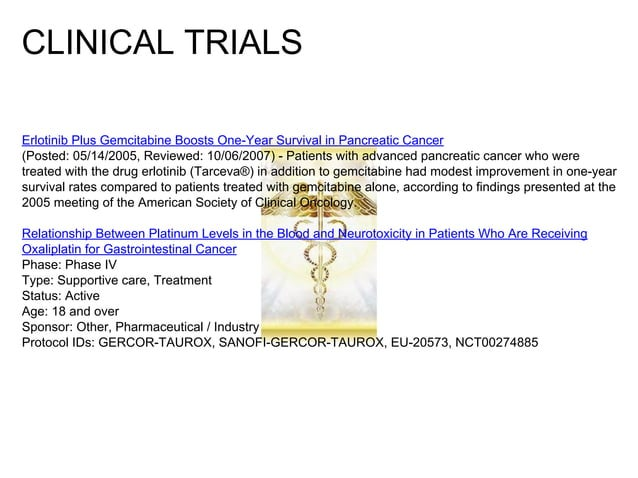 CLINICAL TRIALS
Erlotinib Plus Gemcitabine Boosts One-Year Survival in Pancreatic Cancer
(Posted: 05/14/2005, Reviewed: 10/06/2007) - Patients with advanced pancreatic cancer who were
treated with the drug erlotinib (Tarceva®) in addition to gemcitabine had modest improvement in one-year
survival rates compared to patients treated with gemcitabine alone, according to findings presented at the
2005 meeting of the American Society of Clinical Oncology.
Relationship Between Platinum Levels in the Blood and Neurotoxicity in Patients Who Are Receiving
Oxaliplatin for Gastrointestinal Cancer
Phase: Phase IV
Type: Supportive care, Treatment
Status: Active
Age: 18 and over
Sponsor: Other, Pharmaceutical / Industry
Protocol IDs: GERCOR-TAUROX, SANOFI-GERCOR-TAUROX, EU-20573, NCT00274885